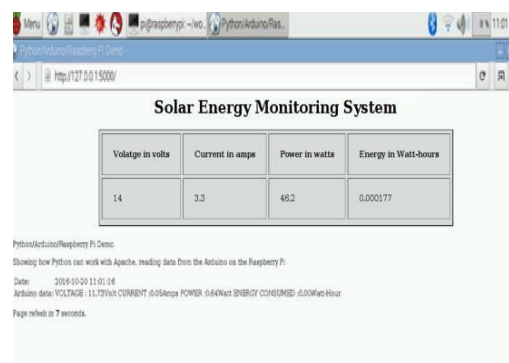 Menu pi@raspberrypi: ~/wo.. Python/Arduino/Ras.. 11:01
Python/Arduino/Raspberry Pi Demo
http://127.0.0.1:5000/
Solar Energy Monitoring System
Volatge in volts Current in amps Power in watts Energy in Watt-hours
14 3.3 46.2 0.000177
Python/Arduino/Raspberry Pi Demo
Showing how Python can work with Apache, reading data from the Arduino on the Raspberry Pi.
Date: 2016-10-20 11:01:16
Arduino data: VOLTAGE : 11.73Volt CURRENT :0.05Amps POWER :0.64Watt ENERGY CONSUMED :0.00Watt-Hour
Page refesh in 7 seconds.